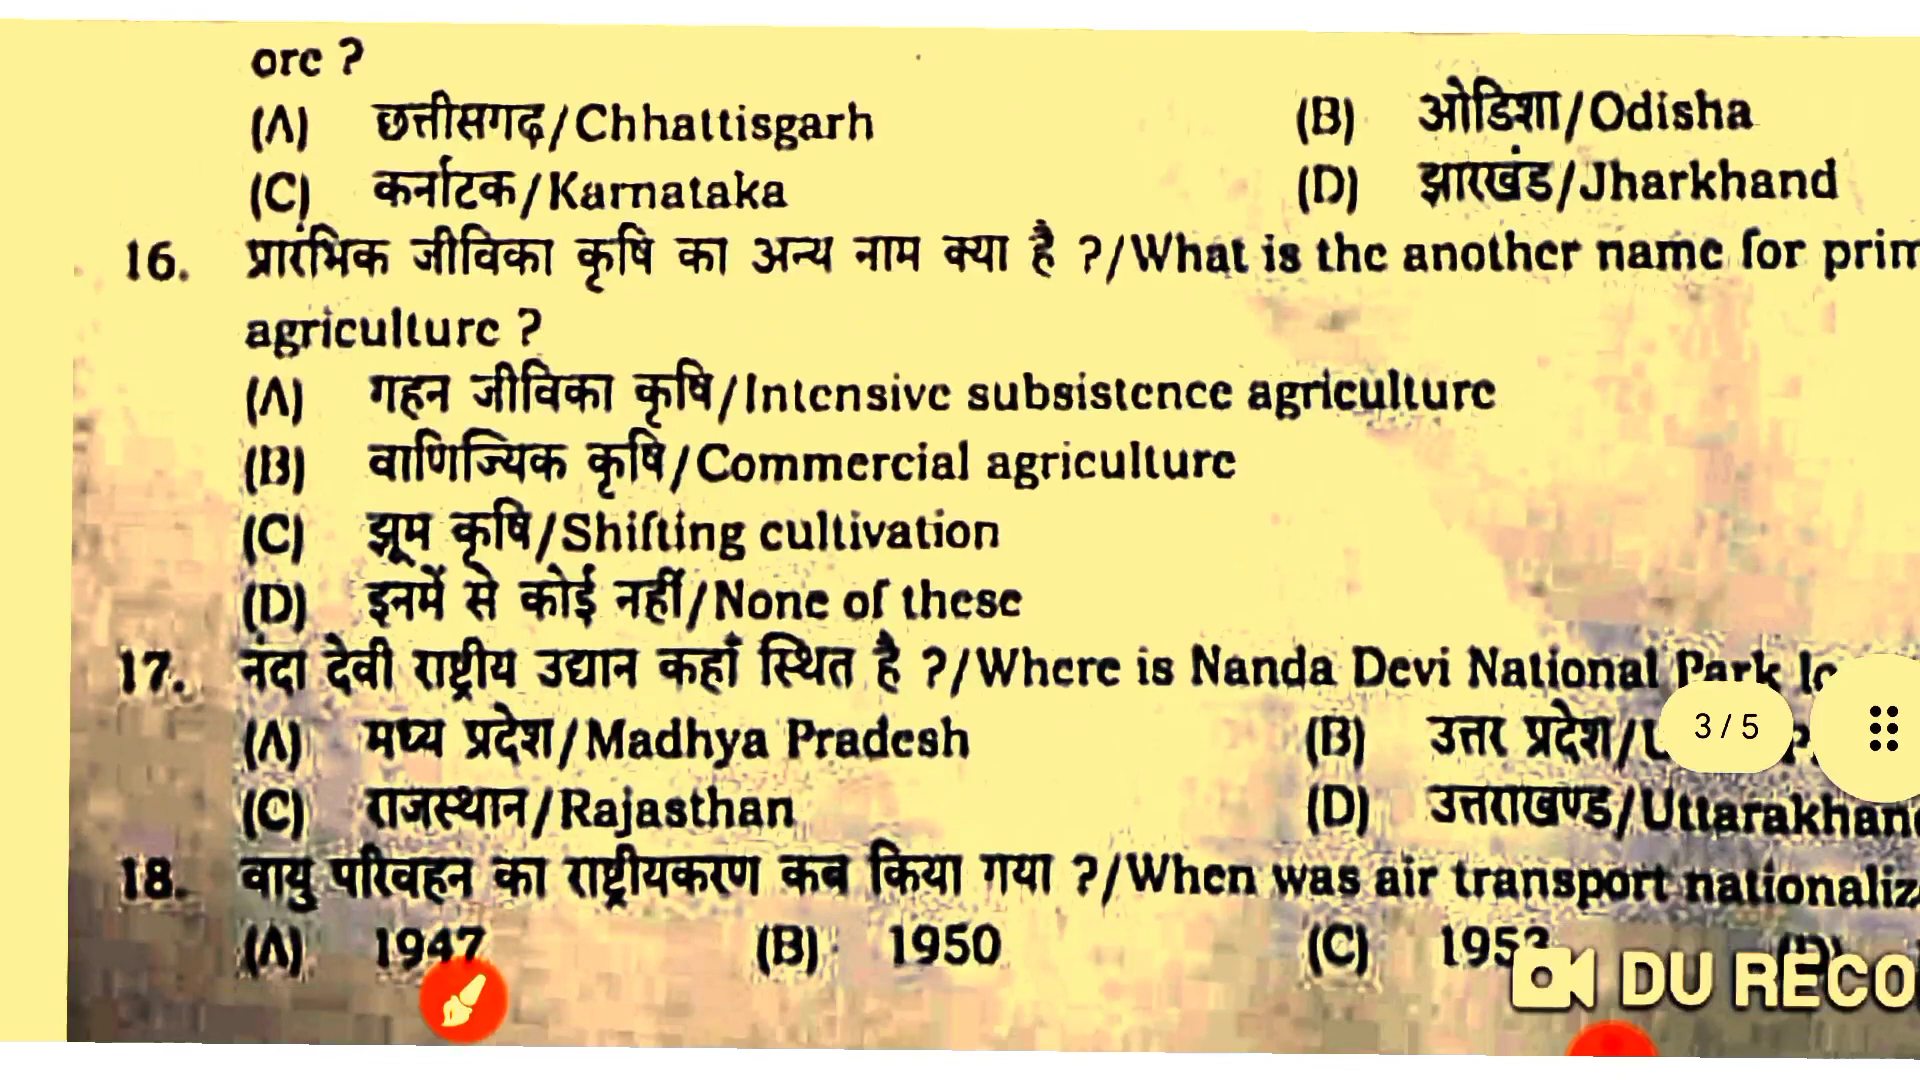 ore ?
(A) छत्तीसगढ़/Chhattisgarh (B) ओडिशा/Odisha
(C) कर्नाटक/Karnataka (D) झारखंड/Jharkhand
16. प्रारंभिक जीविका कृषि का अन्य नाम क्या है ?/What is the another name for prim
agriculture ?
(A) गहन जीविका कृषि/Intensive subsistence agriculture
(B) वाणिज्यिक कृषि/Commercial agriculture
(C) झूम कृषि/Shifting cultivation
(D) इनमें से कोई नहीं/None of these
17. नंदा देवी राष्ट्रीय उद्यान कहाँ स्थित है ?/Where is Nanda Devi National Park
(A) मध्य प्रदेश/Madhya Pradesh (B) उत्तर प्रदेश/
3 / 5
(C) राजस्थान/Rajasthan (D) उत्तराखण्ड/Uttarakhan
18. वायु परिवहन का राष्ट्रीयकरण कब किया गया ?/When was air transport nationaliz
(A) 1947 (B) 1950 (C) (D)
DU RECO